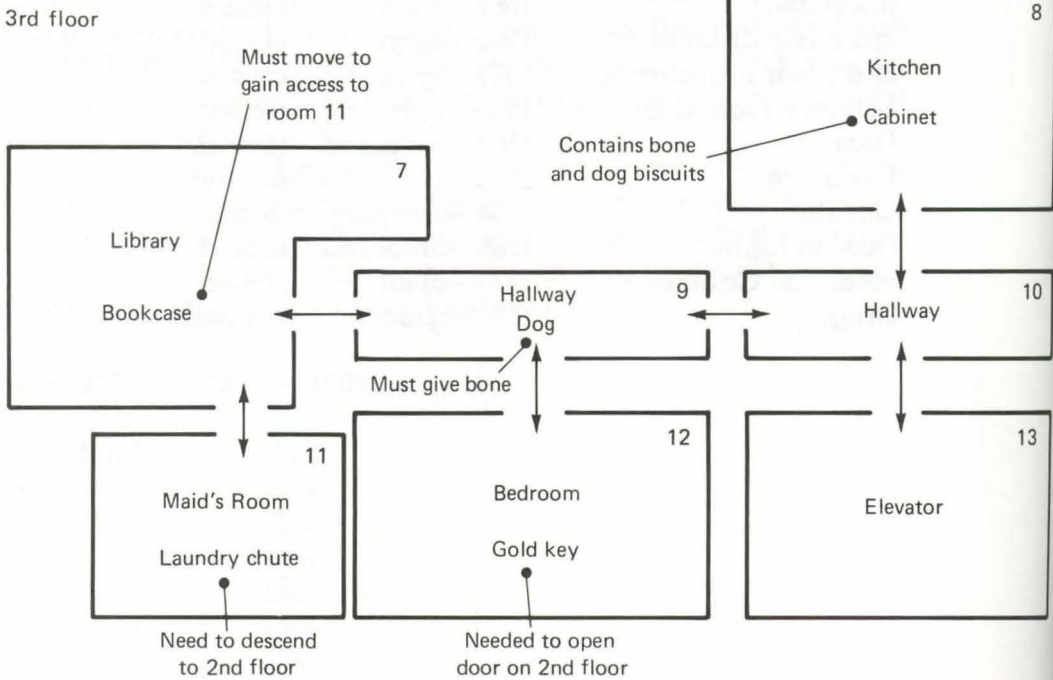 3rd floor
8
Kitchen
Cabinet
Contains bone
and dog biscuits
Must move to
gain access to
room 11
7
Library
Bookcase
9
Hallway
Dog
Must give bone
10
Hallway
11
Maid's Room
Laundry chute
Need to descend
to 2nd floor
12
Bedroom
Gold key
Needed to open
door on 2nd floor
13
Elevator